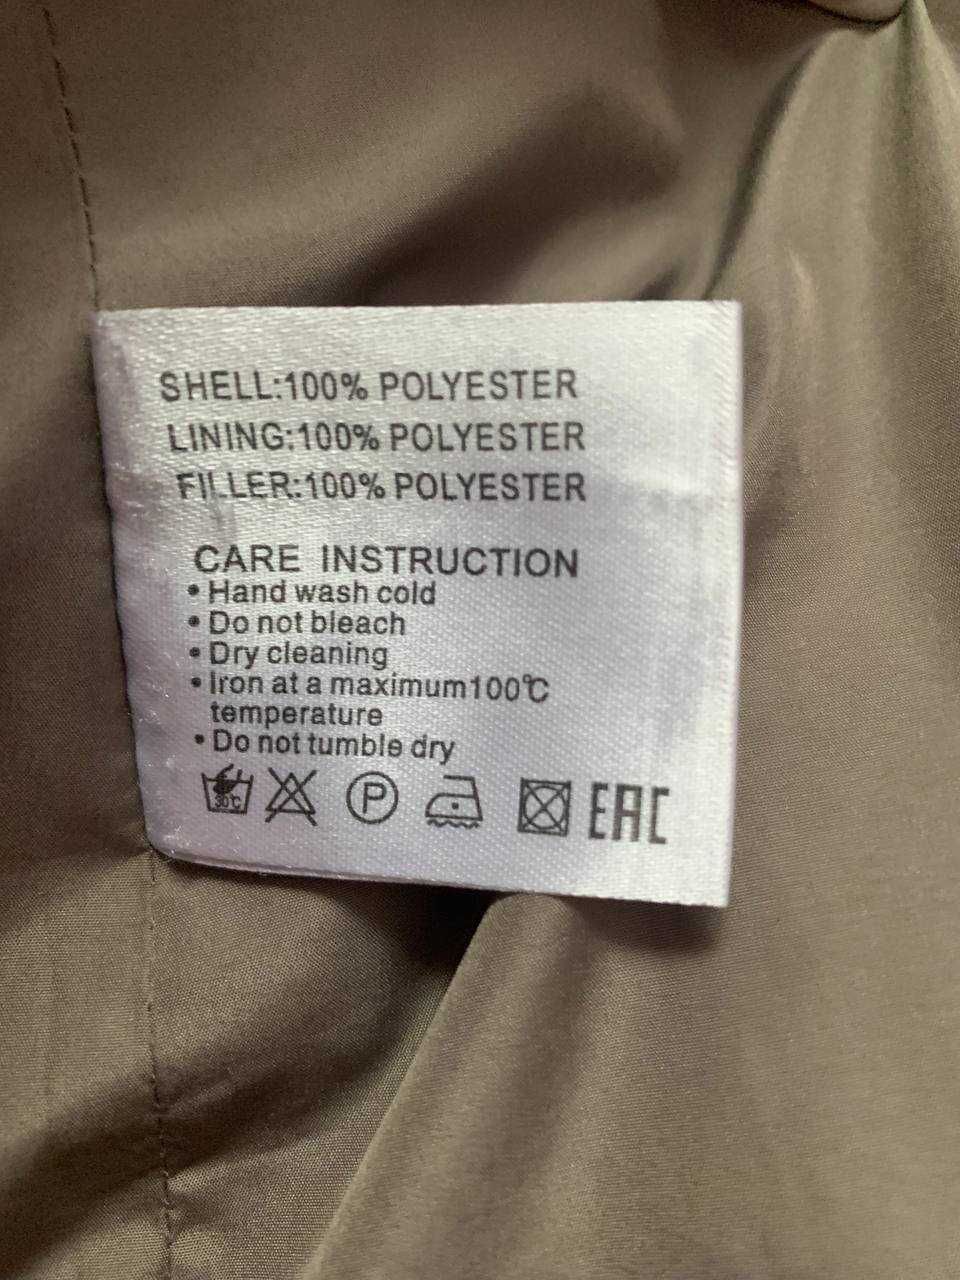 SHELL:100% POLYESTER
LINING:100% POLYESTER
FILLER:100% POLYESTER
CARE INSTRUCTION
• Hand wash cold
• Do not bleach
• Dry cleaning
• Iron at a maximum100℃
temperature
• Do not tumble dry
30℃ P EAC